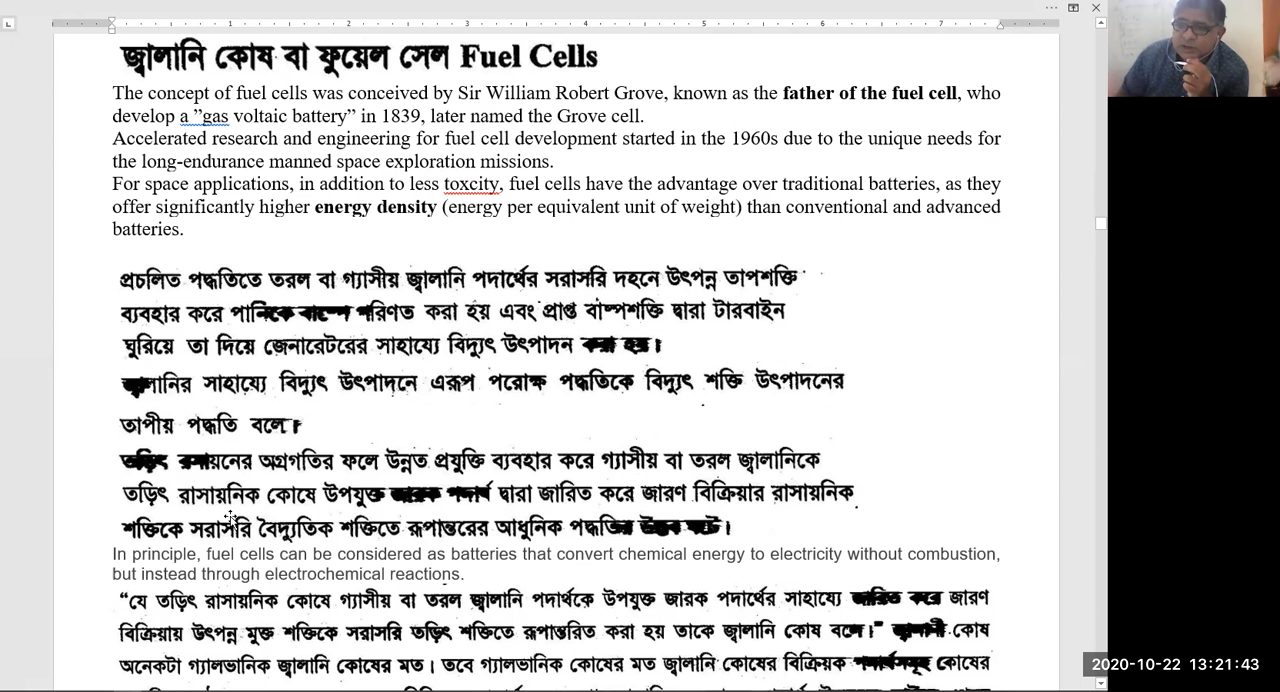 জ্বালানি কোষ বা ফুয়েল সেল Fuel Cells
The concept of fuel cells was conceived by Sir William Robert Grove, known as the father of the fuel cell, who
develop a ”gas voltaic battery” in 1839, later named the Grove cell.
Accelerated research and engineering for fuel cell development started in the 1960s due to the unique needs for
the long-endurance manned space exploration missions.
For space applications, in addition to less toxcity, fuel cells have the advantage over traditional batteries, as they
offer significantly higher energy density (energy per equivalent unit of weight) than conventional and advanced
batteries.
প্রচলিত পদ্ধতিতে তরল বা গ্যাসীয় জ্বালানি পদার্থের সরাসরি দহনে উৎপন্ন তাপশক্তি
ব্যবহার করে পানিকে বাষ্পে পরিণত করা হয় এবং প্রাপ্ত বাষ্পশক্তি দ্বারা টারবাইন
ঘুরিয়ে তা দিয়ে জেনারেটরের সাহায্যে বিদ্যুৎ উৎপাদন করা হয়।
জ্বালানির সাহায্যে বিদ্যুৎ উৎপাদনে এরূপ পরোক্ষ পদ্ধতিকে বিদ্যুৎ শক্তি উৎপাদনের
তাপীয় পদ্ধতি বলে।
তড়িৎ রসায়নের অগ্রগতির ফলে উন্নত প্রযুক্তি ব্যবহার করে গ্যাসীয় বা তরল জ্বালানিকে
তড়িৎ রাসায়নিক কোষে উপযুক্ত জারক পদার্থ দ্বারা জারিত করে জারণ বিক্রিয়ার রাসায়নিক
শক্তিকে সরাসরি বৈদ্যুতিক শক্তিতে রূপান্তরের আধুনিক পদ্ধতির উদ্ভব ঘটে।
In principle, fuel cells can be considered as batteries that convert chemical energy to electricity without combustion,
but instead through electrochemical reactions.
“যে তড়িৎ রাসায়নিক কোষে গ্যাসীয় বা তরল জ্বালানি পদার্থকে উপযুক্ত জারক পদার্থের সাহায্যে জারিত করে জারণ
বিক্রিয়ায় উৎপন্ন মুক্ত শক্তিকে সরাসরি তড়িৎ শক্তিতে রূপান্তরিত করা হয় তাকে জ্বালানি কোষ বলে।” জ্বালানী কোষ
অনেকটা গ্যালভানিক জ্বালানি কোষের মত। তবে গ্যালভানিক কোষের মত জ্বালানি কোষের বিক্রিয়ক পদার্থসমূহ কোষের
2020-10-22 13:21:43